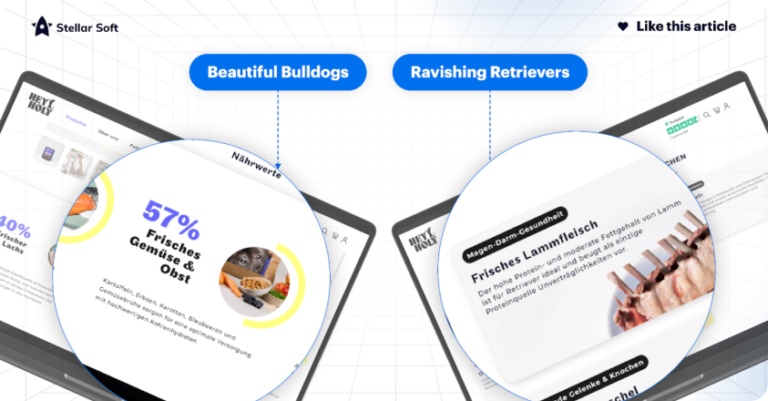 Stellar Soft
Like this article
Beautiful Bulldogs
Ravishing Retrievers
HEY
HOLY
Produkte
Über uns
Nährwerte
57%
Frisches
Gemüse &
Obst
Kartoffeln, Erbsen, Karotten, Blaubeeren und
Gemüsebrühe sorgen für eine optimale Versorgung
mit hochwertigen Kohlenhydraten
40%
Frischer
Lachs
HEY
HOLY
Trustpilot
Magen-Darm-Gesundheit
Frisches Lammfleisch
Der hohe Protein- und moderate Fettgehalt von Lamm
ist für Retriever ideal und beugt als einzige
Proteinquelle Unverträglichkeiten vor.
de Gelenke & Knochen
schel